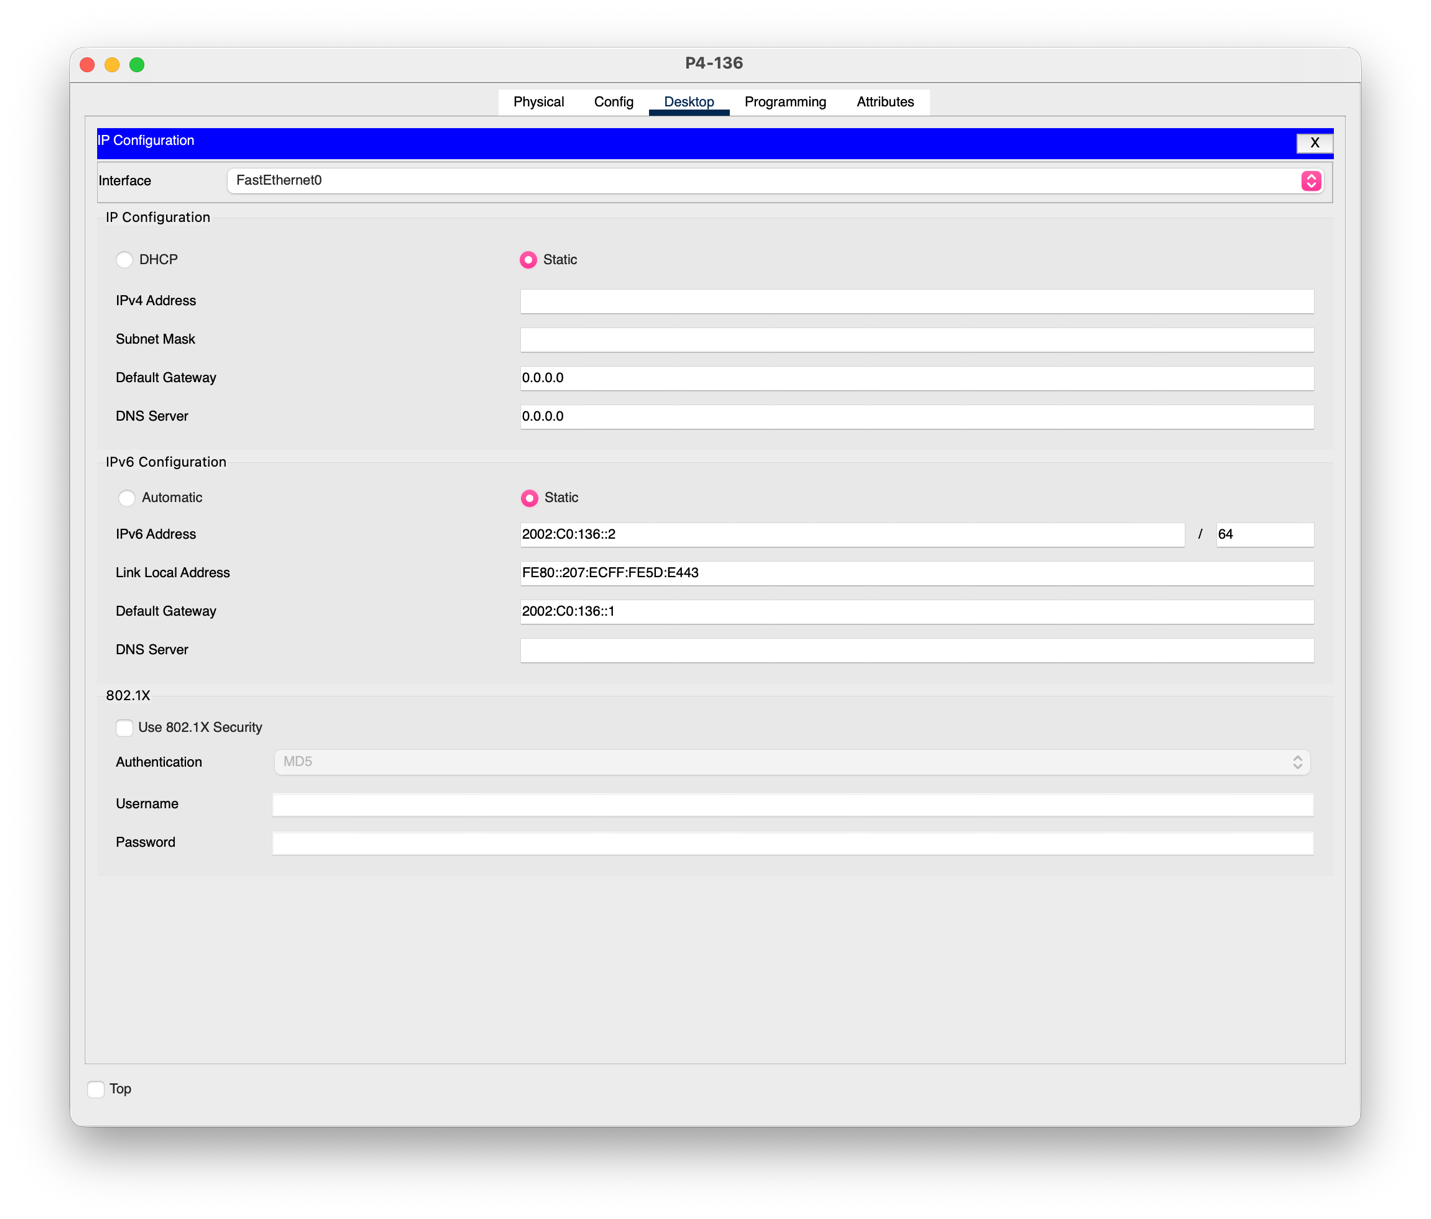 P4-136
Physical Config Desktop Programming Attributes
IP Configuration X
Interface FastEthernet0
IP Configuration
DHCP Static
IPv4 Address
Subnet Mask
Default Gateway 0.0.0.0
DNS Server 0.0.0.0
IPv6 Configuration
Automatic Static
IPv6 Address 2002:C0:136::2 / 64
Link Local Address FE80::207:ECFF:FE5D:E443
Default Gateway 2002:C0:136::1
DNS Server
802.1X
Use 802.1X Security
Authentication MD5
Username
Password
Top